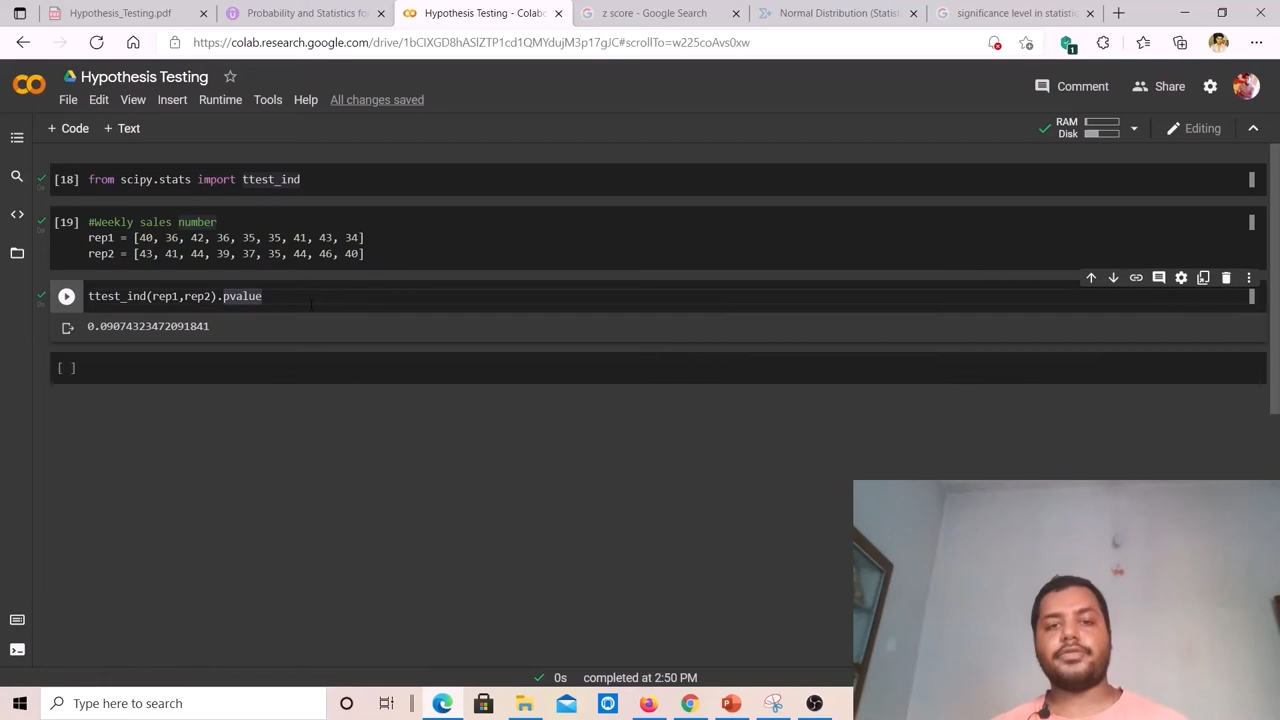 Hypothesis_Testing.pdf
Probability and Statistics for
Hypothesis Testing - Colabo
z score - Google Search
Normal Distribution (Statist
significance level in statistic
https://colab.research.google.com/drive/1bCIXGD8hASlZTP1cd1QMYdujM3p17gJC#scrollTo=w225coAvs0xw
Hypothesis Testing
Comment
Share
File Edit View Insert Runtime Tools Help All changes saved
+ Code + Text
RAM
Disk
Editing
[18] from scipy.stats import ttest_ind
[19] #Weekly sales number
rep1 = [40, 36, 42, 36, 35, 35, 41, 43, 34]
rep2 = [43, 41, 44, 39, 37, 35, 44, 46, 40]
ttest_ind(rep1,rep2).pvalue
0.09074323472091841
[ ]
0s completed at 2:50 PM
Type here to search